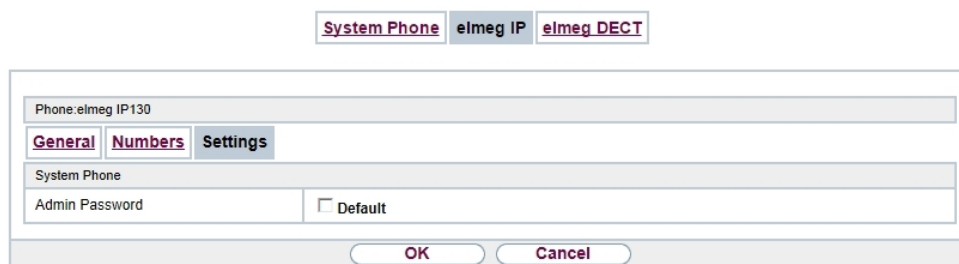 System Phone elmeg IP elmeg DECT
Phone:elmeg IP130
General Numbers Settings
System Phone
Admin Password Default
OK Cancel